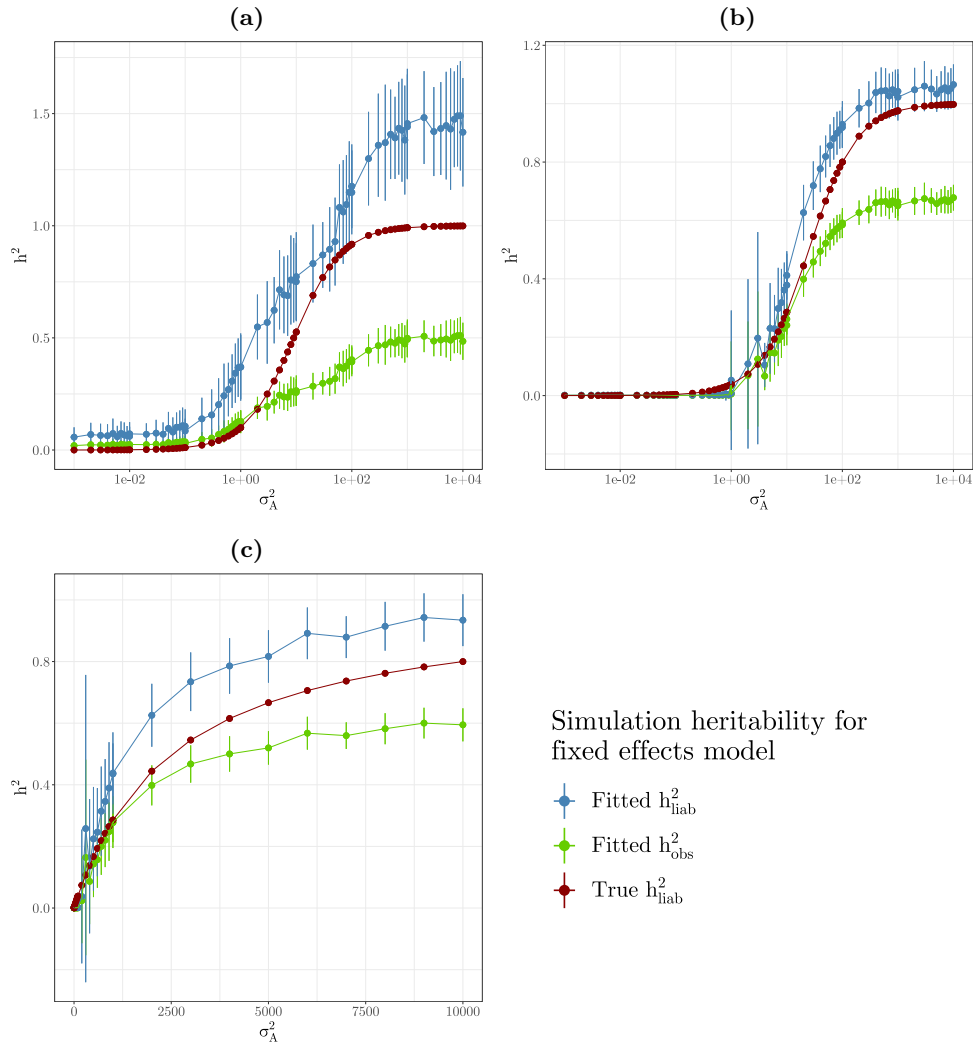 (a)
(b)
1.5
1.0
0.5
0.0
h²
1e-02
1e+00
1e+02
1e+04
σ²A
1.2
0.8
0.4
0.0
h²
1e-02
1e+00
1e+02
1e+04
σ²A
(c)
0.8
0.4
0.0
h²
0
2500
5000
7500
10000
σ²A
Simulation heritability for
fixed effects model
Fitted h²liab
Fitted h²obs
True h²liab